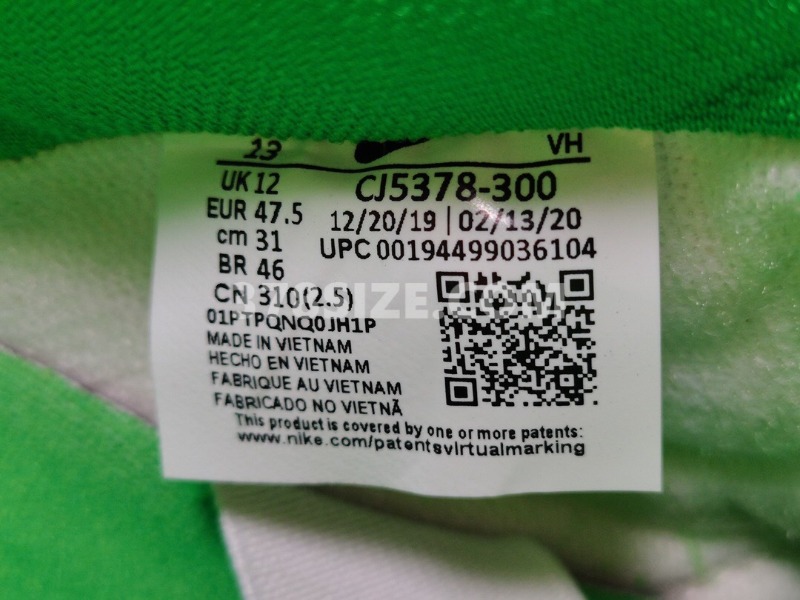 13 VH
UK 12 CJ5378-300
EUR 47.5 12/20/19 | 02/13/20
cm 31 UPC 00194499036104
BR 46
CN 310(2.5)
01PTPQNQ0JH1P
MADE IN VIETNAM
HECHO EN VIETNAM
FABRIQUE AU VIETNAM
FABRICADO NO VIETNÃ
This product is covered by one or more patents:
www.nike.com/patentsvirtualmarking